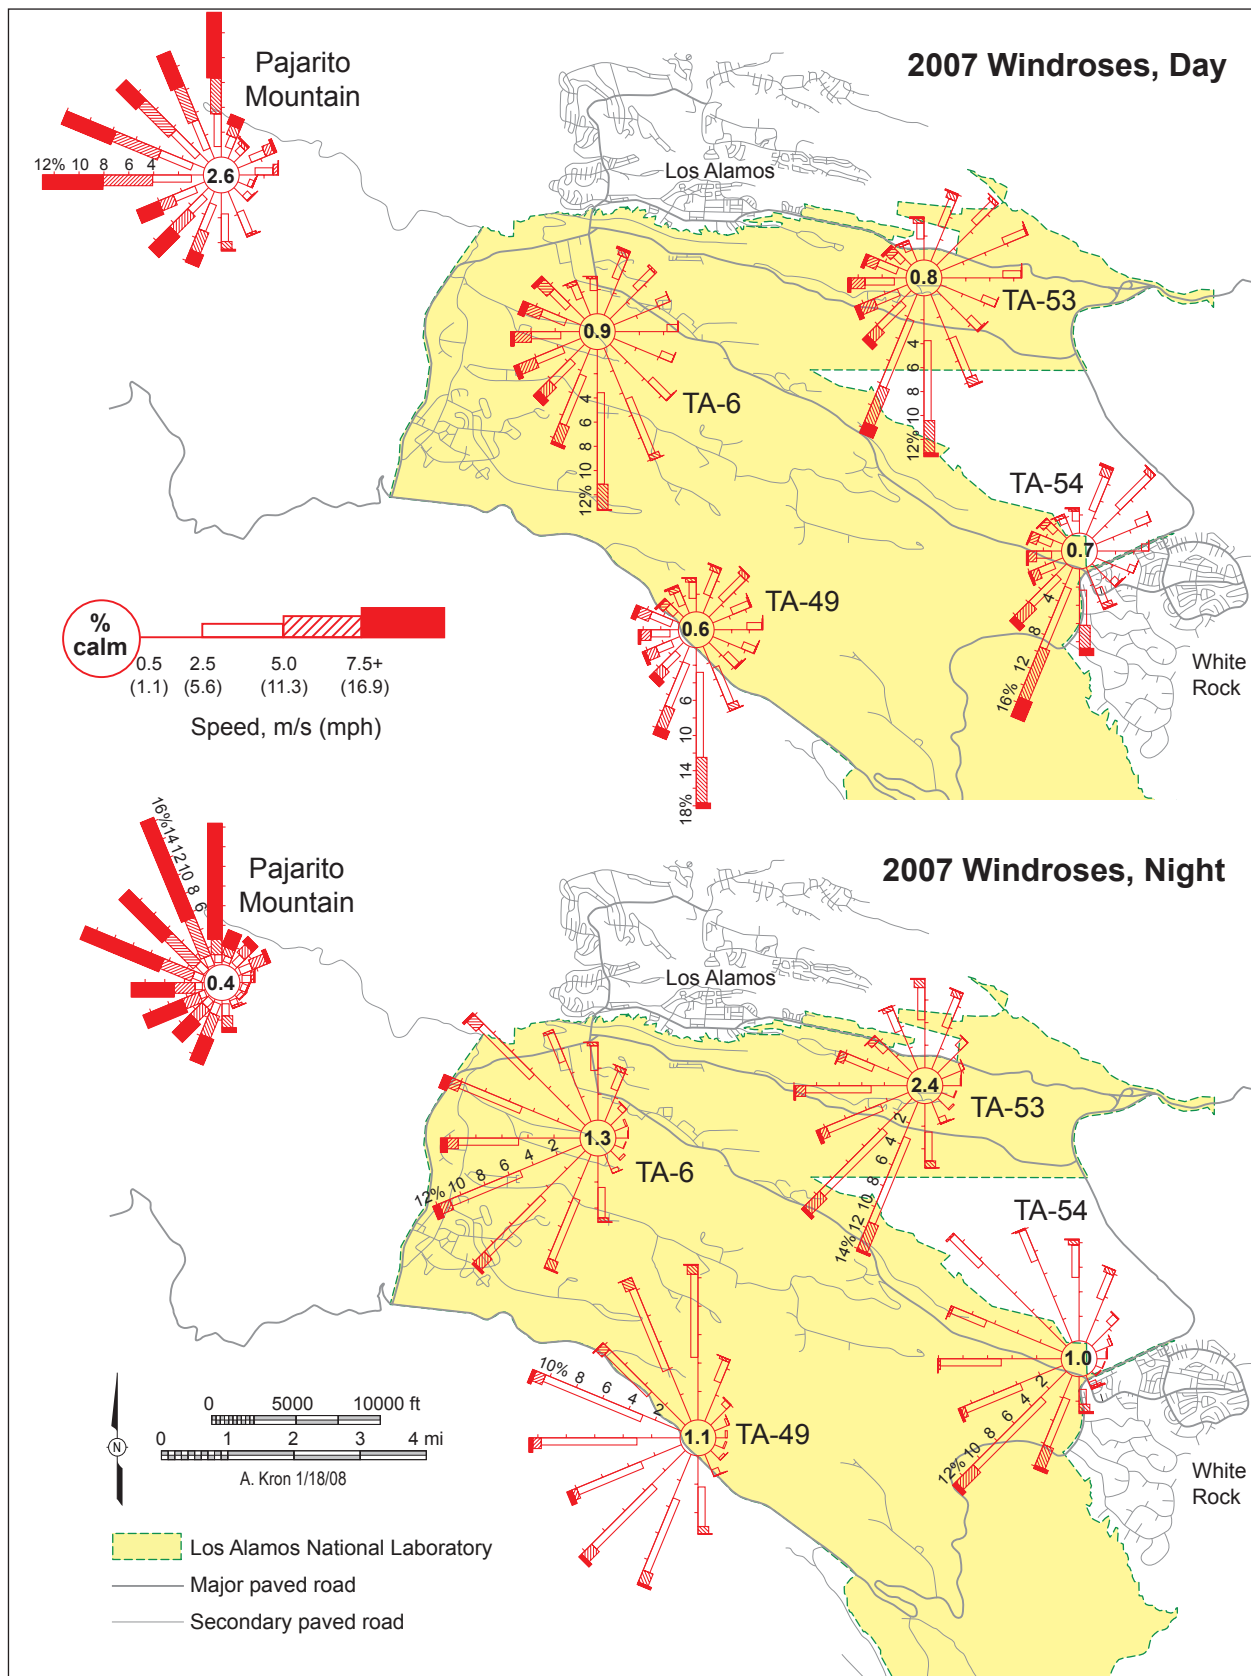 2007 Windroses, Day
Pajarito
Mountain
12% 10 8 6 4
2.6
Los Alamos
0.8
TA-53
4
6
8
10
12%
0.9
TA-6
4
6
8
10
12%
TA-54
0.7
4
8
12
16%
TA-49
0.6
6
10
14
18%
White
Rock
%
calm
0.5 2.5 5.0 7.5+
(1.1) (5.6) (11.3) (16.9)
Speed, m/s (mph)
2007 Windroses, Night
Pajarito
Mountain
16% 14 12 10 8 6
0.4
Los Alamos
2.4
TA-53
2
4
6
8
10
12
14%
1.3
TA-6
12% 10 8 6 4 2
TA-54
1.0
12% 10 8 6 4 2
10% 8 6 4 2
1.1
TA-49
White
Rock
N
0 5000 10000 ft
0 1 2 3 4 mi
A. Kron 1/18/08
Los Alamos National Laboratory
Major paved road
Secondary paved road